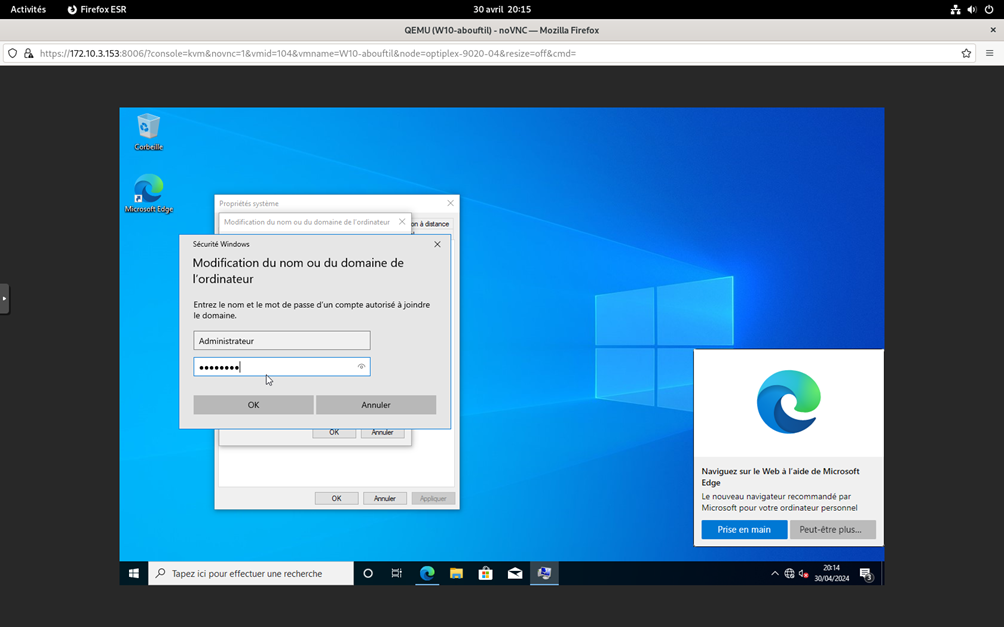 Activités
Firefox ESR
30 avril 20:15
QEMU (W10-abouftil) - noVNC — Mozilla Firefox
https://172.10.3.153:8006/?console=kvm&novnc=1&vmid=104&vmname=W10-abouftil&node=optiplex-9020-04&resize=off&cmd=
Corbeille
Microsoft Edge
Propriétés système
Modification du nom ou du domaine de l'ordinateur
on à distance
Sécurité Windows
Modification du nom ou du domaine de
l'ordinateur
Entrez le nom et le mot de passe d'un compte autorisé à joindre
le domaine.
Administrateur
●●●●●●●●
OK
Annuler
OK
Annuler
OK
Annuler
Appliquer
Naviguez sur le Web à l'aide de Microsoft
Edge
Le nouveau navigateur recommandé par
Microsoft pour votre ordinateur personnel
Prise en main
Peut-être plus...
Tapez ici pour effectuer une recherche
20:14
30/04/2024
3